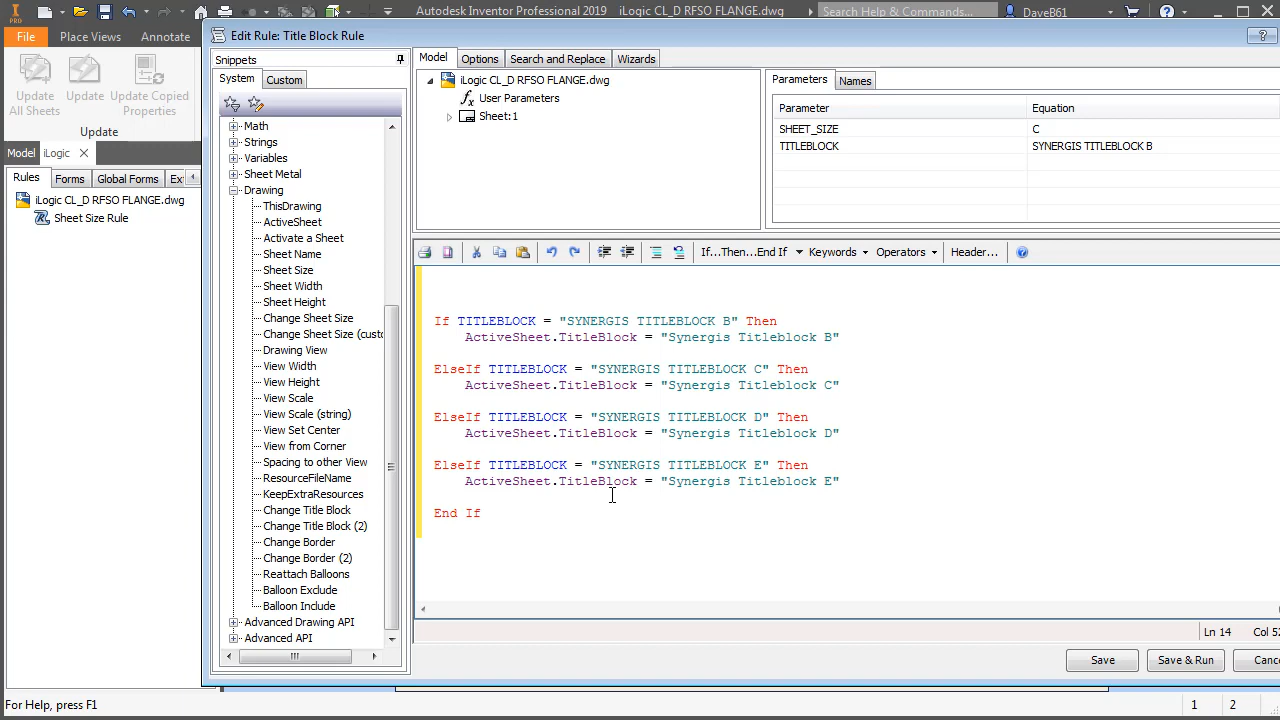 PRO
Autodesk Inventor Professional 2019 iLogic CL_D RFSO FLANGE.dwg
Search Help & Commands...
DaveB61
File Place Views Annotate
Edit Rule: Title Block Rule
Update All Sheets
Update
Update Copied Properties
Update
Model iLogic
Rules Forms Global Forms Ex
iLogic CL_D RFSO FLANGE.dwg
Sheet Size Rule
Snippets
System Custom
Math
Strings
Variables
Sheet Metal
Drawing
ThisDrawing
ActiveSheet
Activate a Sheet
Sheet Name
Sheet Size
Sheet Width
Sheet Height
Change Sheet Size
Change Sheet Size (custo
Drawing View
View Width
View Height
View Scale
View Scale (string)
View Set Center
View from Corner
Spacing to other View
ResourceFileName
KeepExtraResources
Change Title Block
Change Title Block (2)
Change Border
Change Border (2)
Reattach Balloons
Balloon Exclude
Balloon Include
Advanced Drawing API
Advanced API
Model Options Search and Replace Wizards
iLogic CL_D RFSO FLANGE.dwg
fx User Parameters
Sheet:1
Parameters Names
Parameter Equation
SHEET_SIZE C
TITLEBLOCK SYNERGIS TITLEBLOCK B
If...Then...End If Keywords Operators Header...
If TITLEBLOCK = "SYNERGIS TITLEBLOCK B" Then
ActiveSheet.TitleBlock = "Synergis Titleblock B"
ElseIf TITLEBLOCK = "SYNERGIS TITLEBLOCK C" Then
ActiveSheet.TitleBlock = "Synergis Titleblock C"
ElseIf TITLEBLOCK = "SYNERGIS TITLEBLOCK D" Then
ActiveSheet.TitleBlock = "Synergis Titleblock D"
ElseIf TITLEBLOCK = "SYNERGIS TITLEBLOCK E" Then
ActiveSheet.TitleBlock = "Synergis Titleblock E"
End If
Ln 14 Col 52
Save Save & Run Canc
For Help, press F1
1 2